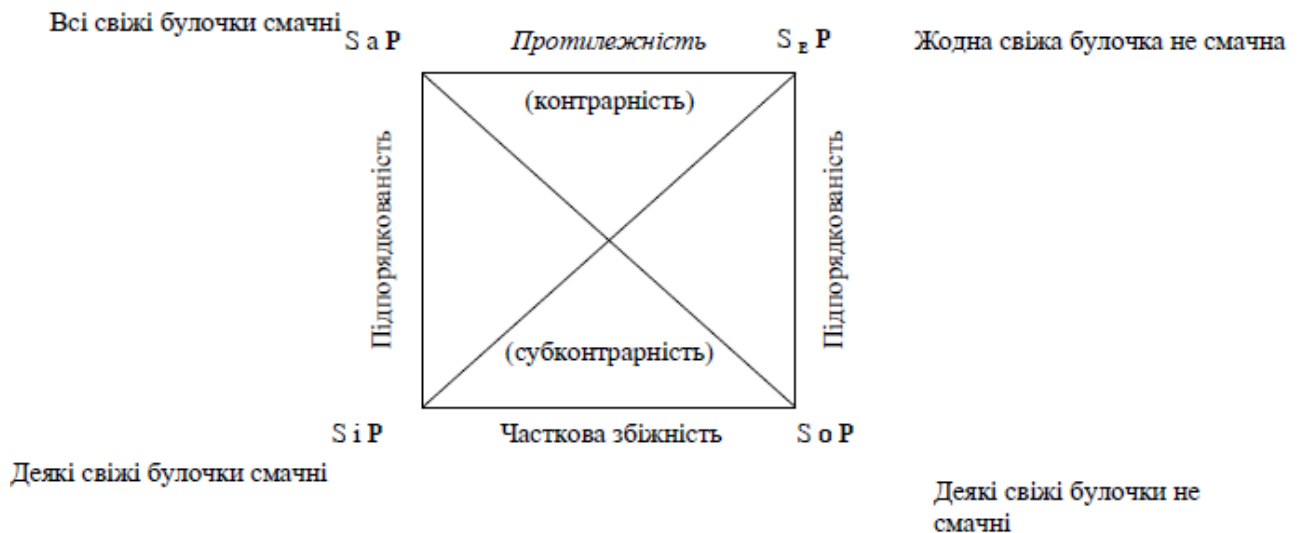 Всі свіжі булочки смачні
S a P
Протилежність
S E P
Жодна свіжа булочка не смачна
(контрарність)
Підпорядкованість
Підпорядкованість
(субконтрарність)
S i P
Часткова збіжність
S o P
Деякі свіжі булочки смачні
Деякі свіжі булочки не
смачні